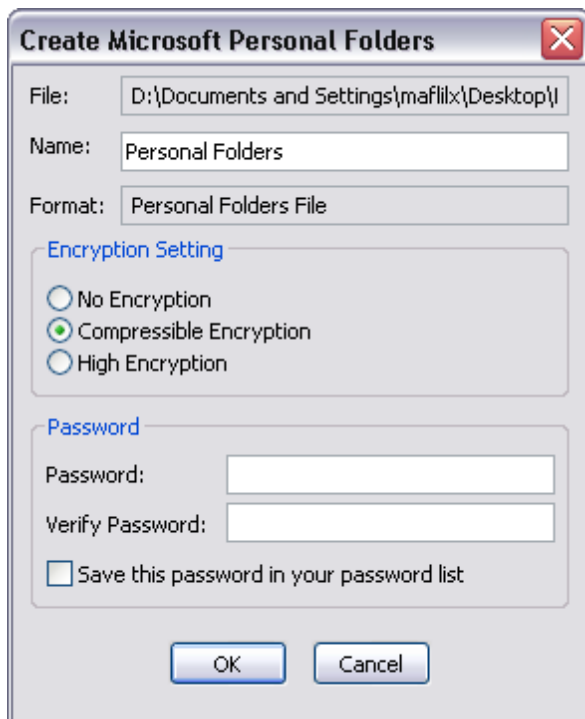 Create Microsoft Personal Folders
File: D:\Documents and Settings\maflilx\Desktop\
Name: Personal Folders
Format: Personal Folders File
Encryption Setting
No Encryption
Compressible Encryption
High Encryption
Password
Password:
Verify Password:
Save this password in your password list
OK Cancel